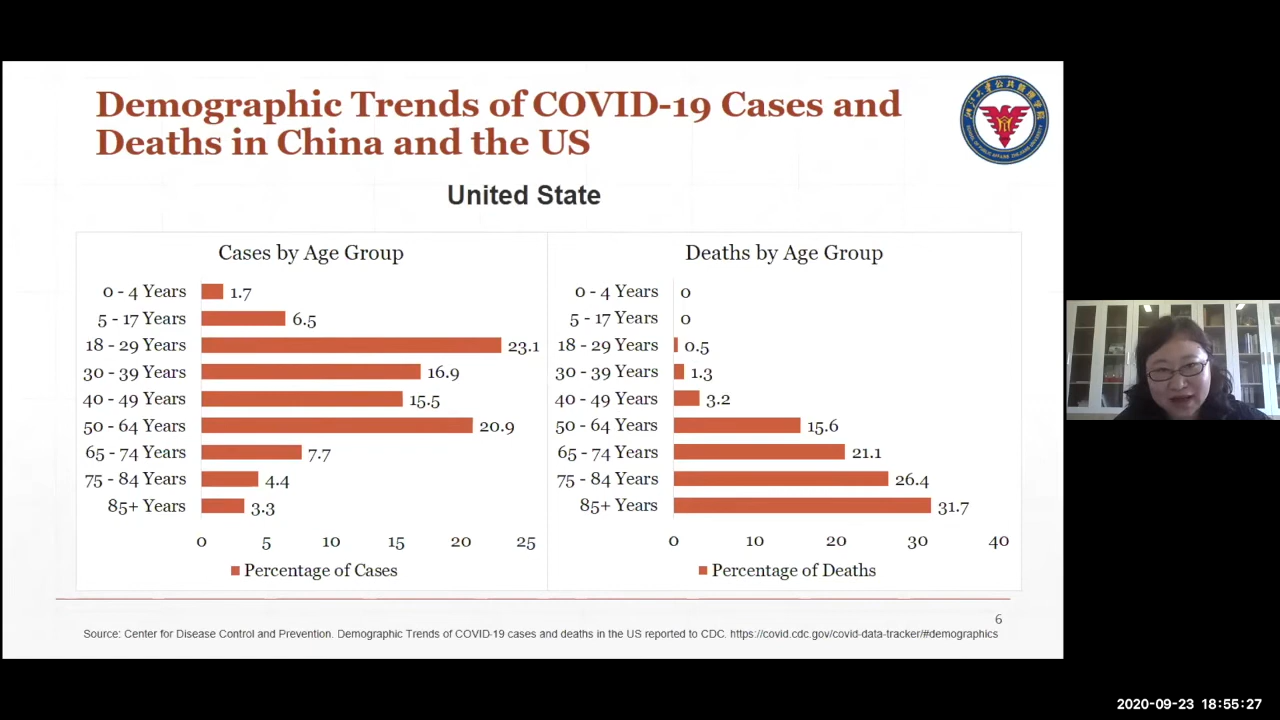 Demographic Trends of COVID-19 Cases and
Deaths in China and the US
United State
Cases by Age Group
0 - 4 Years 1.7
5 - 17 Years 6.5
18 - 29 Years 23.1
30 - 39 Years 16.9
40 - 49 Years 15.5
50 - 64 Years 20.9
65 - 74 Years 7.7
75 - 84 Years 4.4
85+ Years 3.3
0 5 10 15 20 25
Percentage of Cases
Deaths by Age Group
0 - 4 Years 0
5 - 17 Years 0
18 - 29 Years 0.5
30 - 39 Years 1.3
40 - 49 Years 3.2
50 - 64 Years 15.6
65 - 74 Years 21.1
75 - 84 Years 26.4
85+ Years 31.7
0 10 20 30 40
Percentage of Deaths
6
Source: Center for Disease Control and Prevention. Demographic Trends of COVID-19 cases and deaths in the US reported to CDC. https://covid.cdc.gov/covid-data-tracker/#demographics
2020-09-23 18:55:27